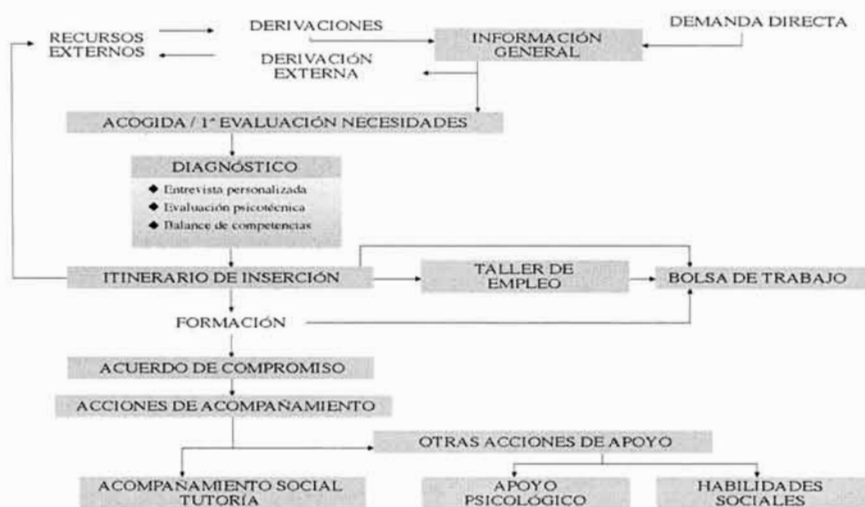 RECURSOS
EXTERNOS
DERIVACIONES
DERIVACIÓN
EXTERNA
INFORMACIÓN
GENERAL
DEMANDA DIRECTA
ACOGIDA / 1ª EVALUACIÓN NECESIDADES
DIAGNÓSTICO
◆ Entrevista personalizada
◆ Evaluación psicotécnica
◆ Balance de competencias
ITINERARIO DE INSERCIÓN
TALLER DE
EMPLEO
BOLSA DE TRABAJO
FORMACIÓN
ACUERDO DE COMPROMISO
ACCIONES DE ACOMPAÑAMIENTO
OTRAS ACCIONES DE APOYO
ACOMPAÑAMIENTO SOCIAL
TUTORÍA
APOYO
PSICOLÓGICO
HABILIDADES
SOCIALES